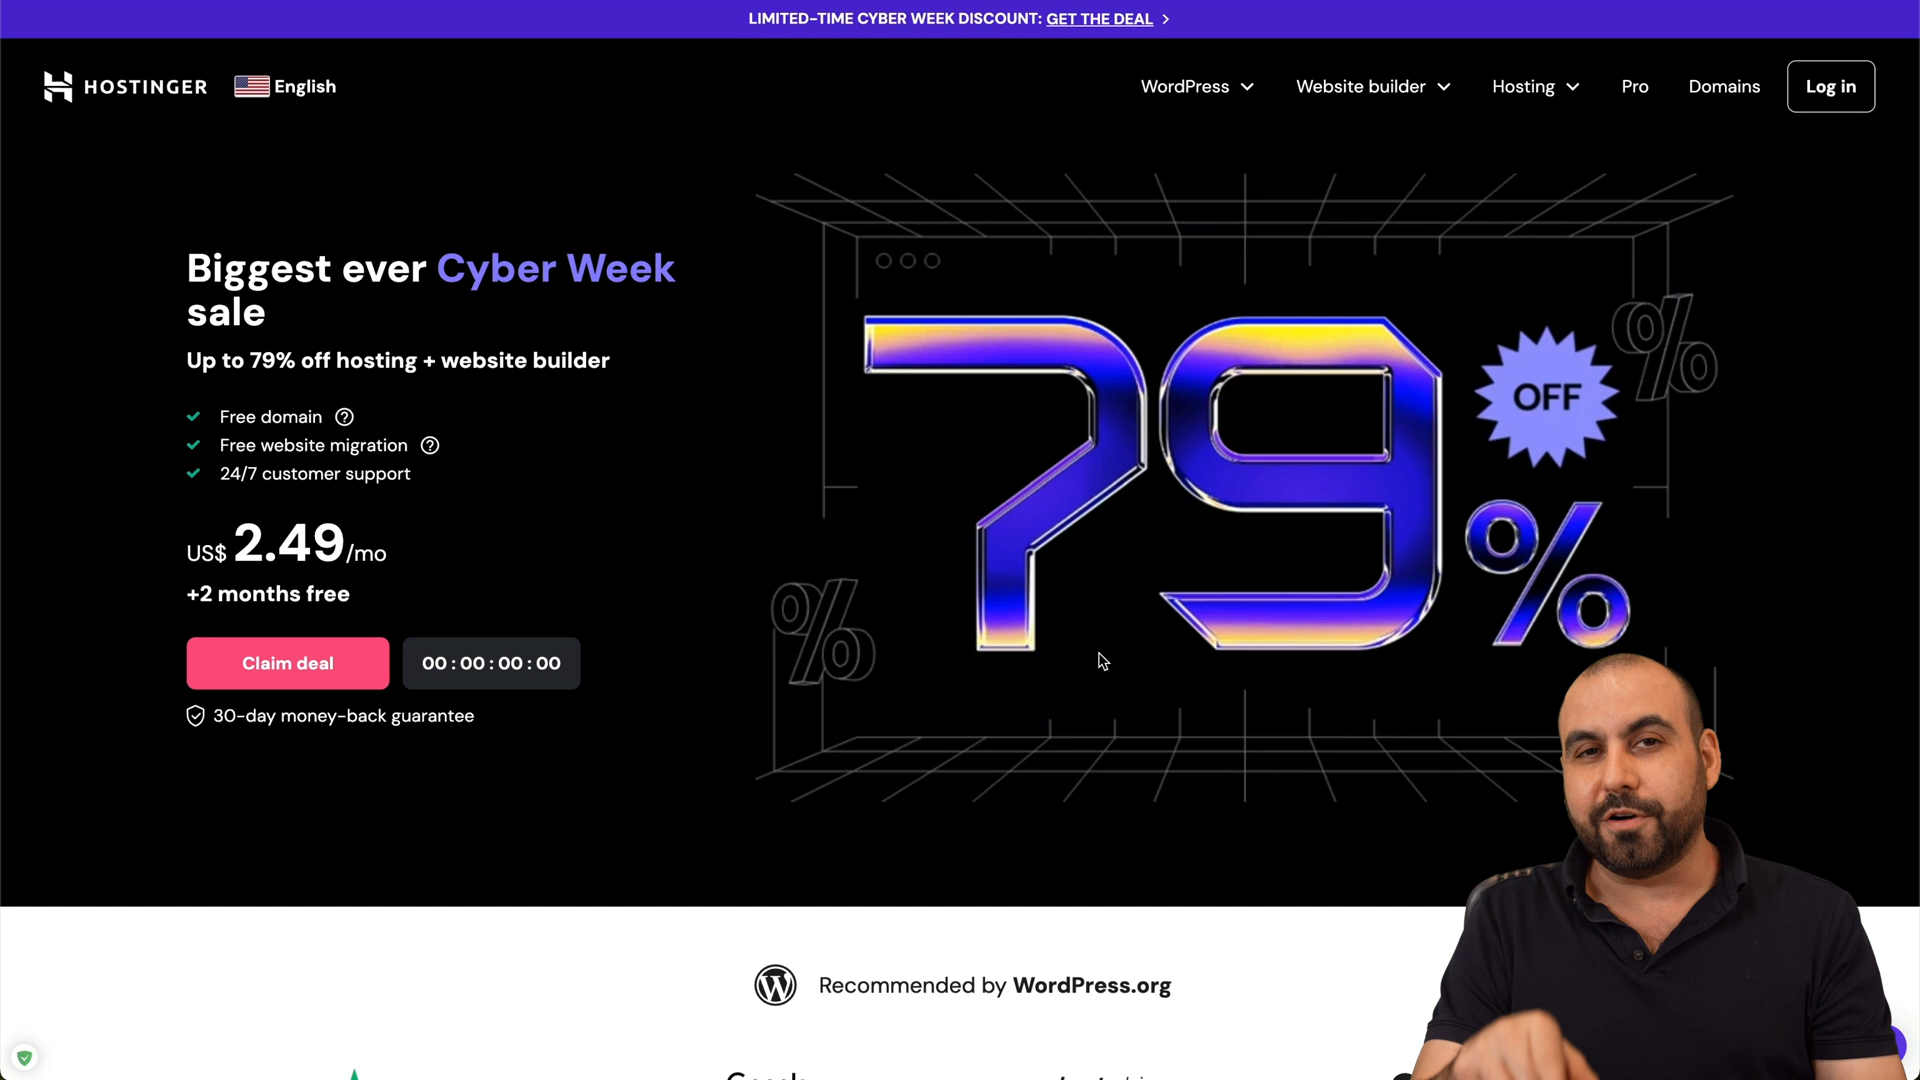 LIMITED-TIME CYBER WEEK DISCOUNT: GET THE DEAL
HOSTINGER
English
WordPress
Website builder
Hosting
Pro
Domains
Log in
Biggest ever Cyber Week
sale
Up to 79% off hosting + website builder
Free domain
Free website migration
24/7 customer support
US$ 2.49/mo
+2 months free
Claim deal
00 : 00 : 00 : 00
30-day money-back guarantee
79%
OFF
%
%
Recommended by WordPress.org